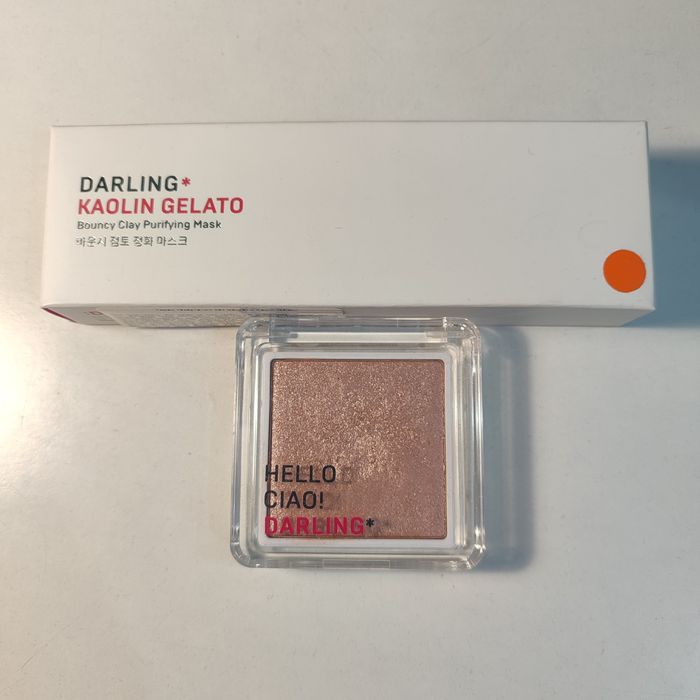 DARLING*
KAOLIN GELATO
Bouncy Clay Purifying Mask
바운시 점토 정화 마스크
HELLO
CIAO!
DARLING*